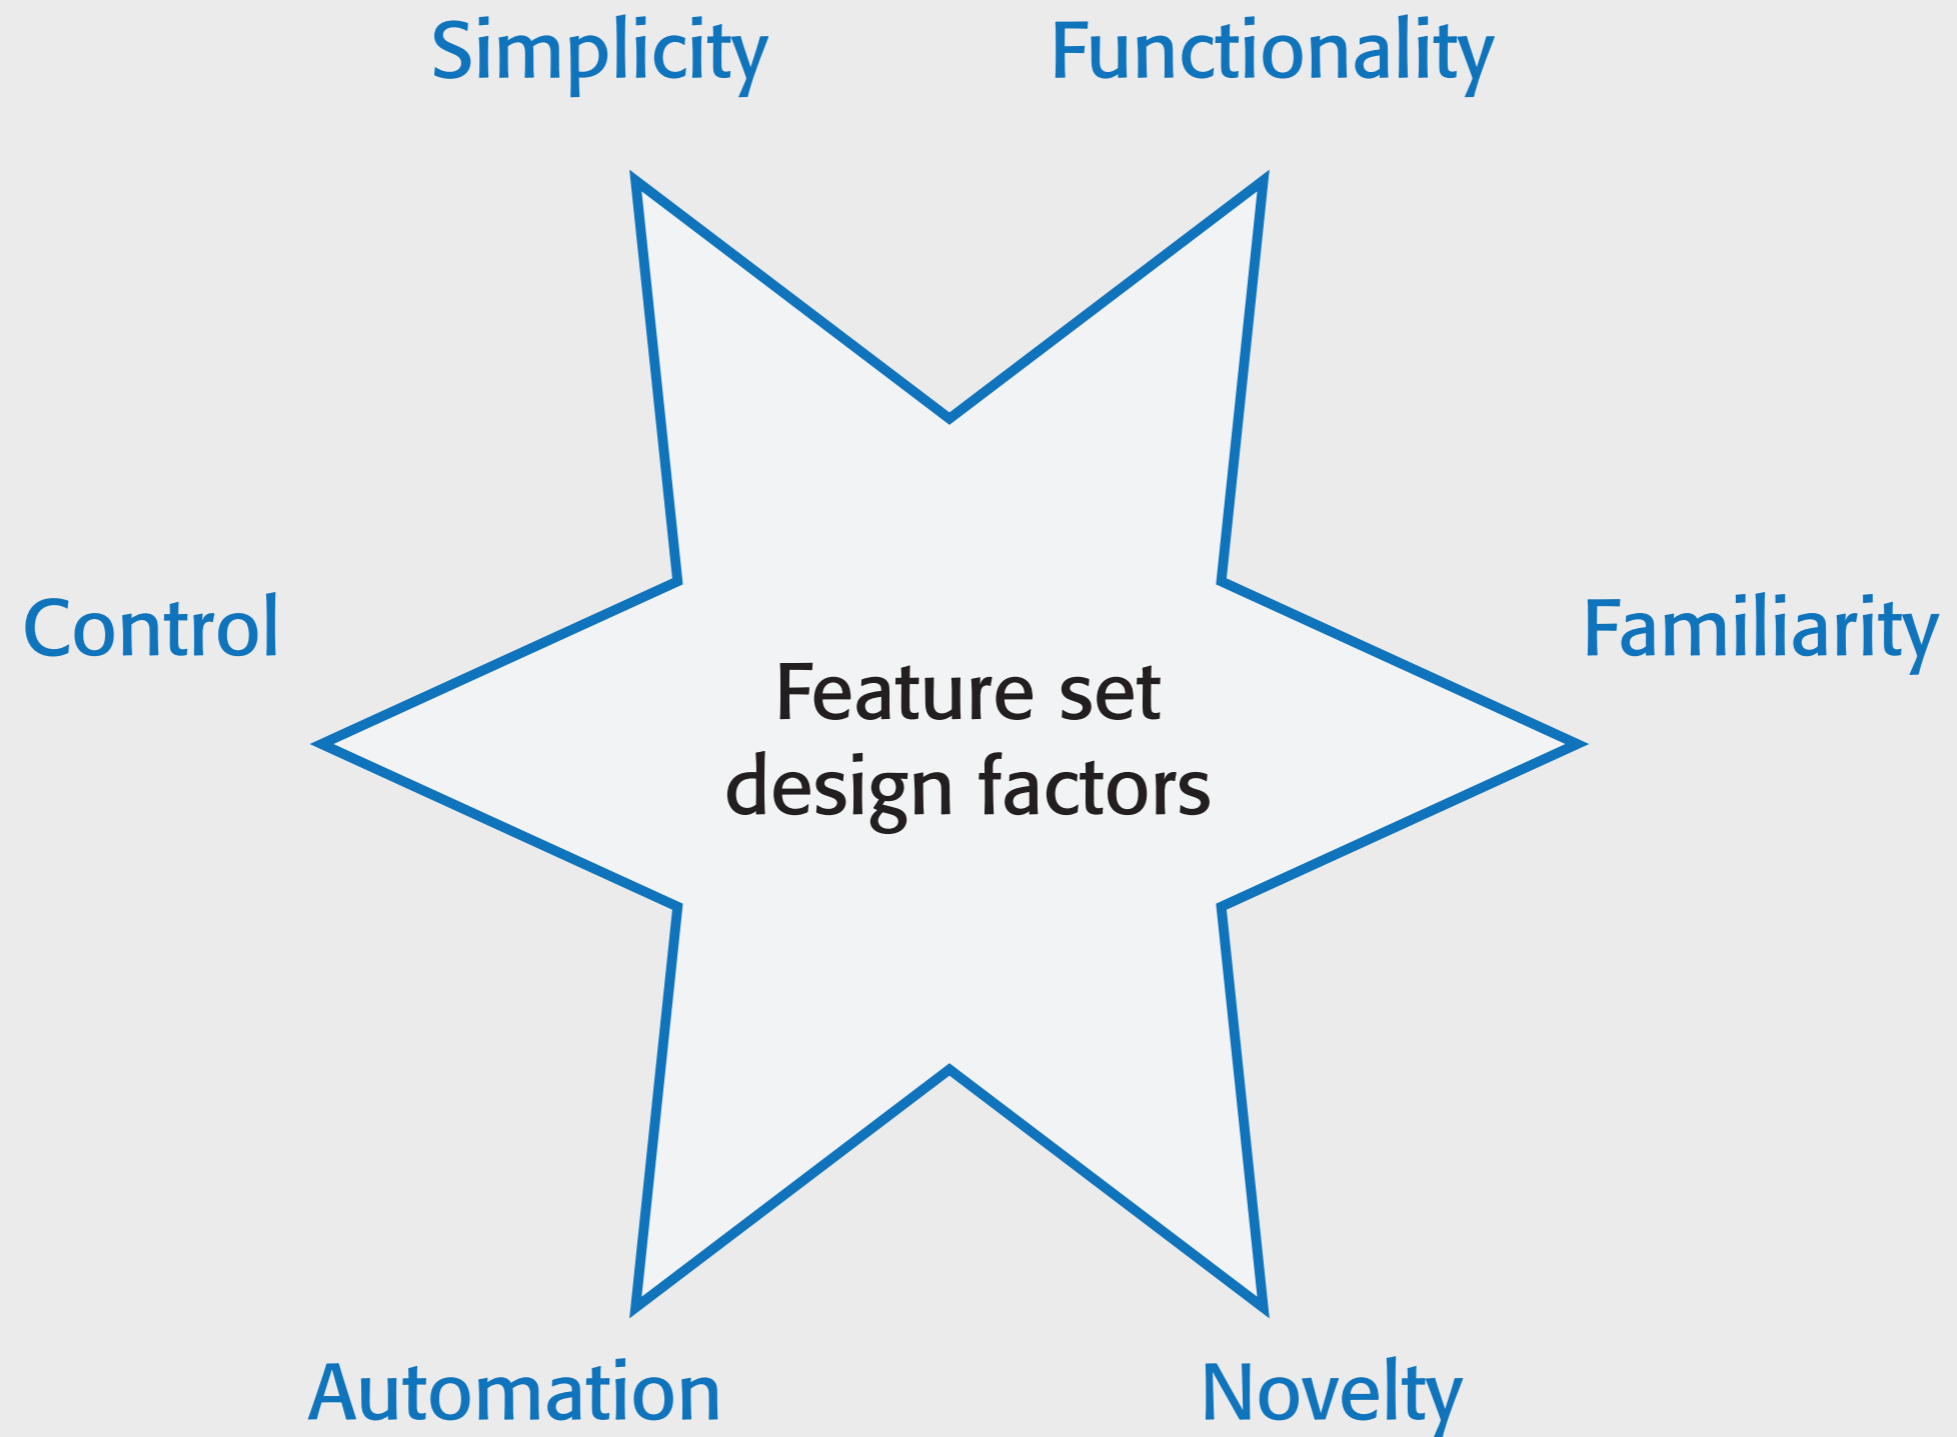 Simplicity
Functionality
Control
Familiarity
Feature set
design factors
Automation
Novelty